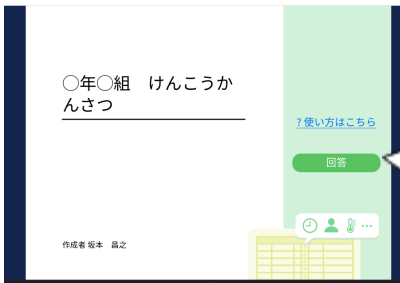 ○年○組　けんこうか
んさつ
?使い方はこちら
回答
作成者 坂本　昌之